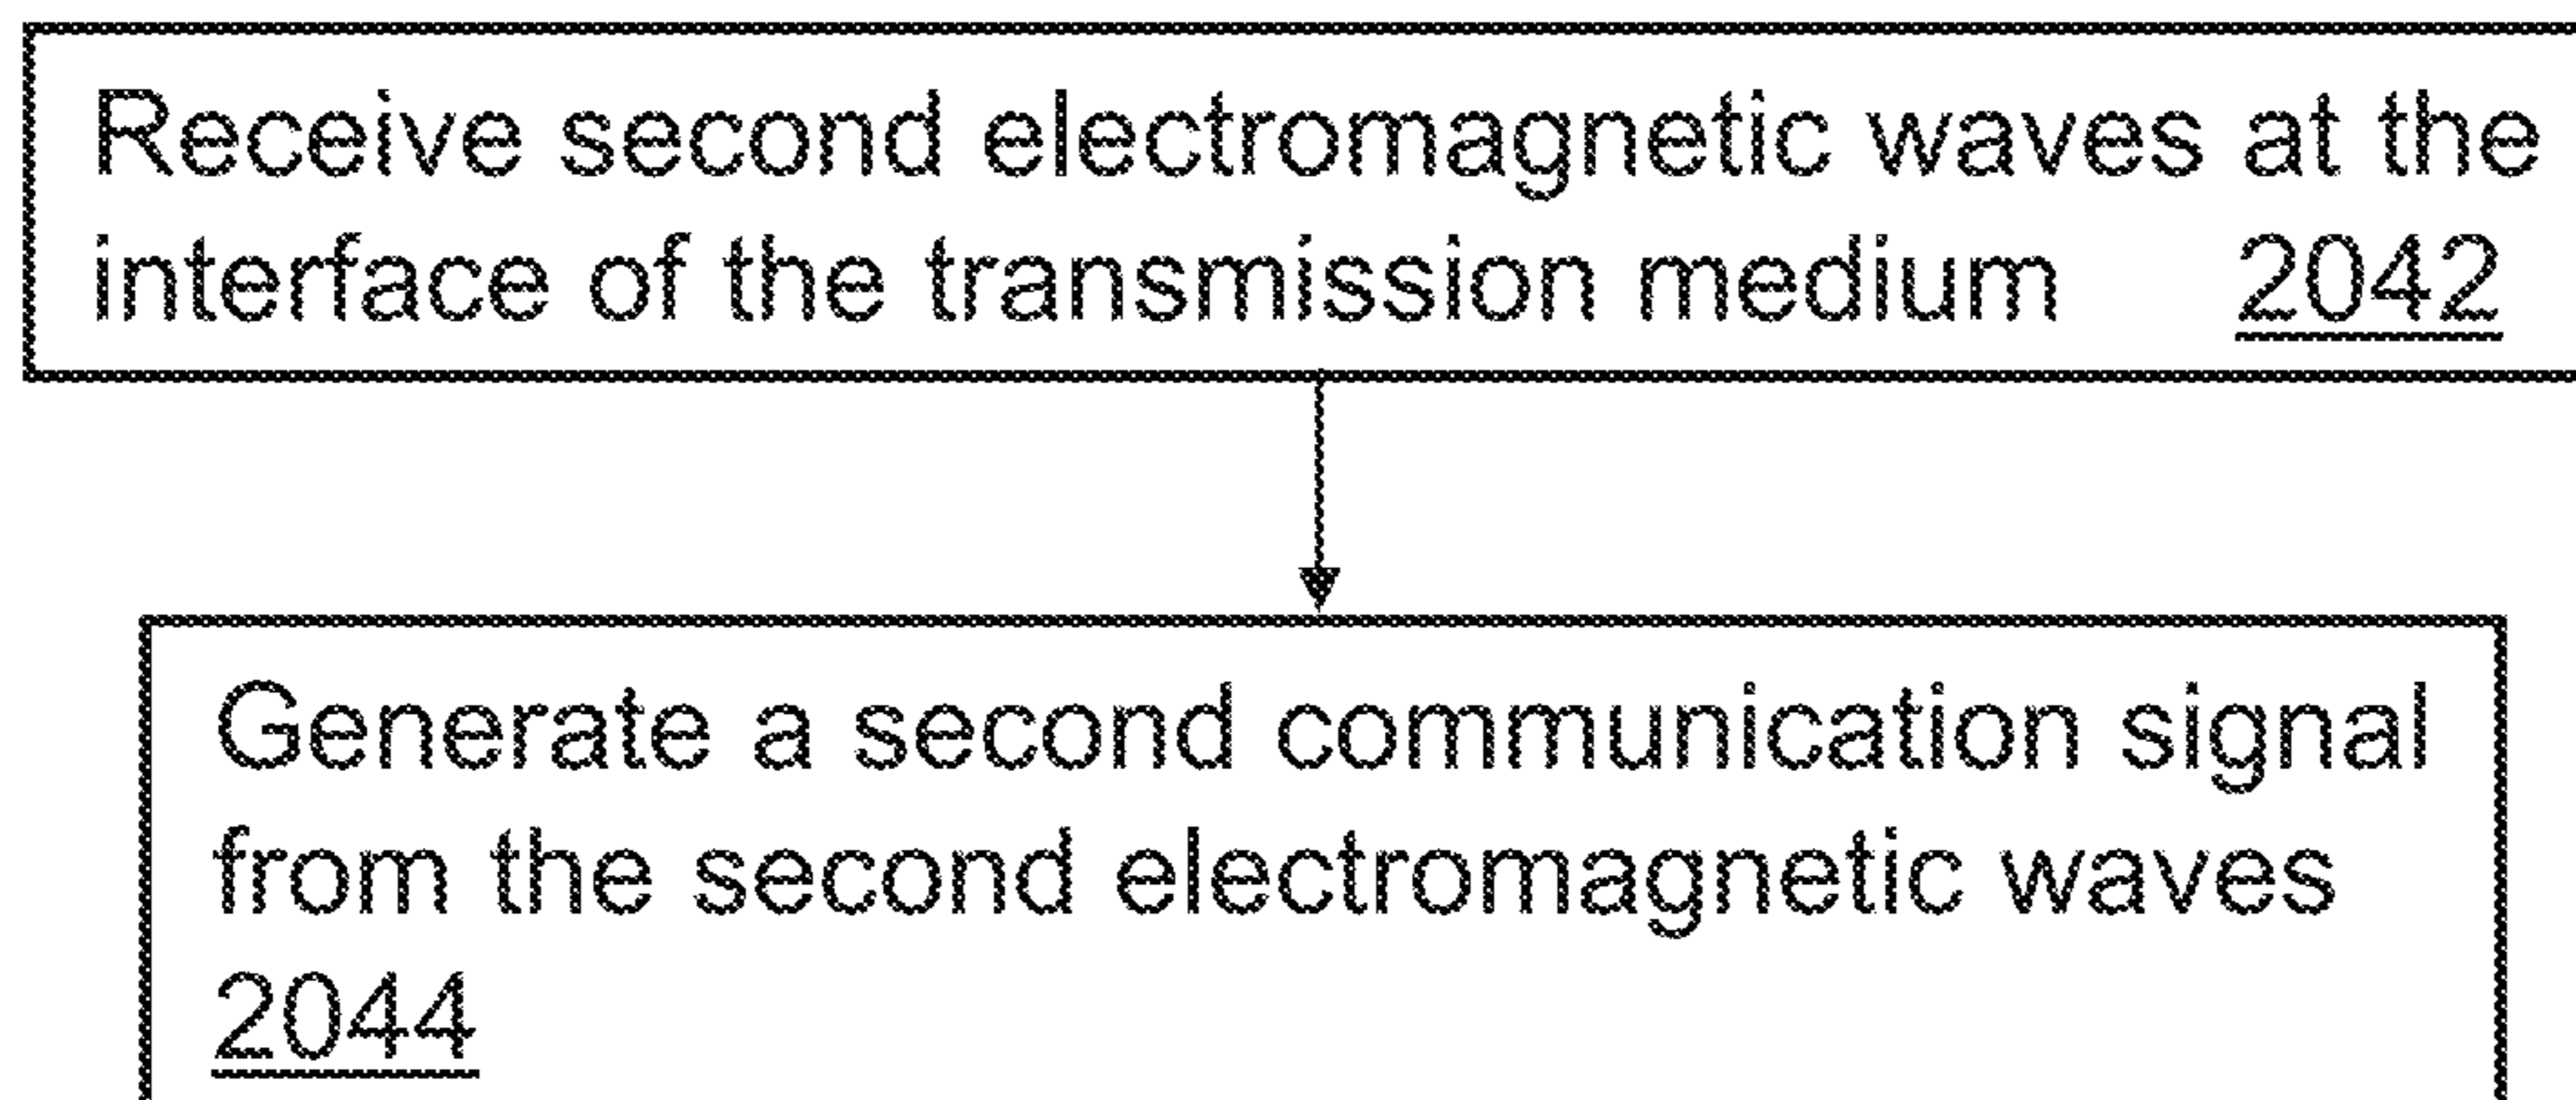 Receive second electromagnetic waves at the
interface of the transmission medium 2042
Generate a second communication signal
from the second electromagnetic waves
2044